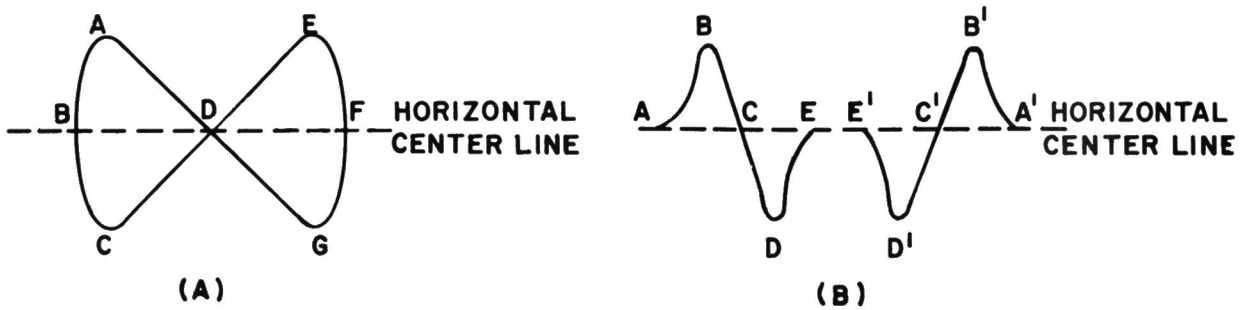 A E
B D F HORIZONTAL
CENTER LINE
C G
(A)
B B'
A C E E' C' A' HORIZONTAL
CENTER LINE
D D'
(B)